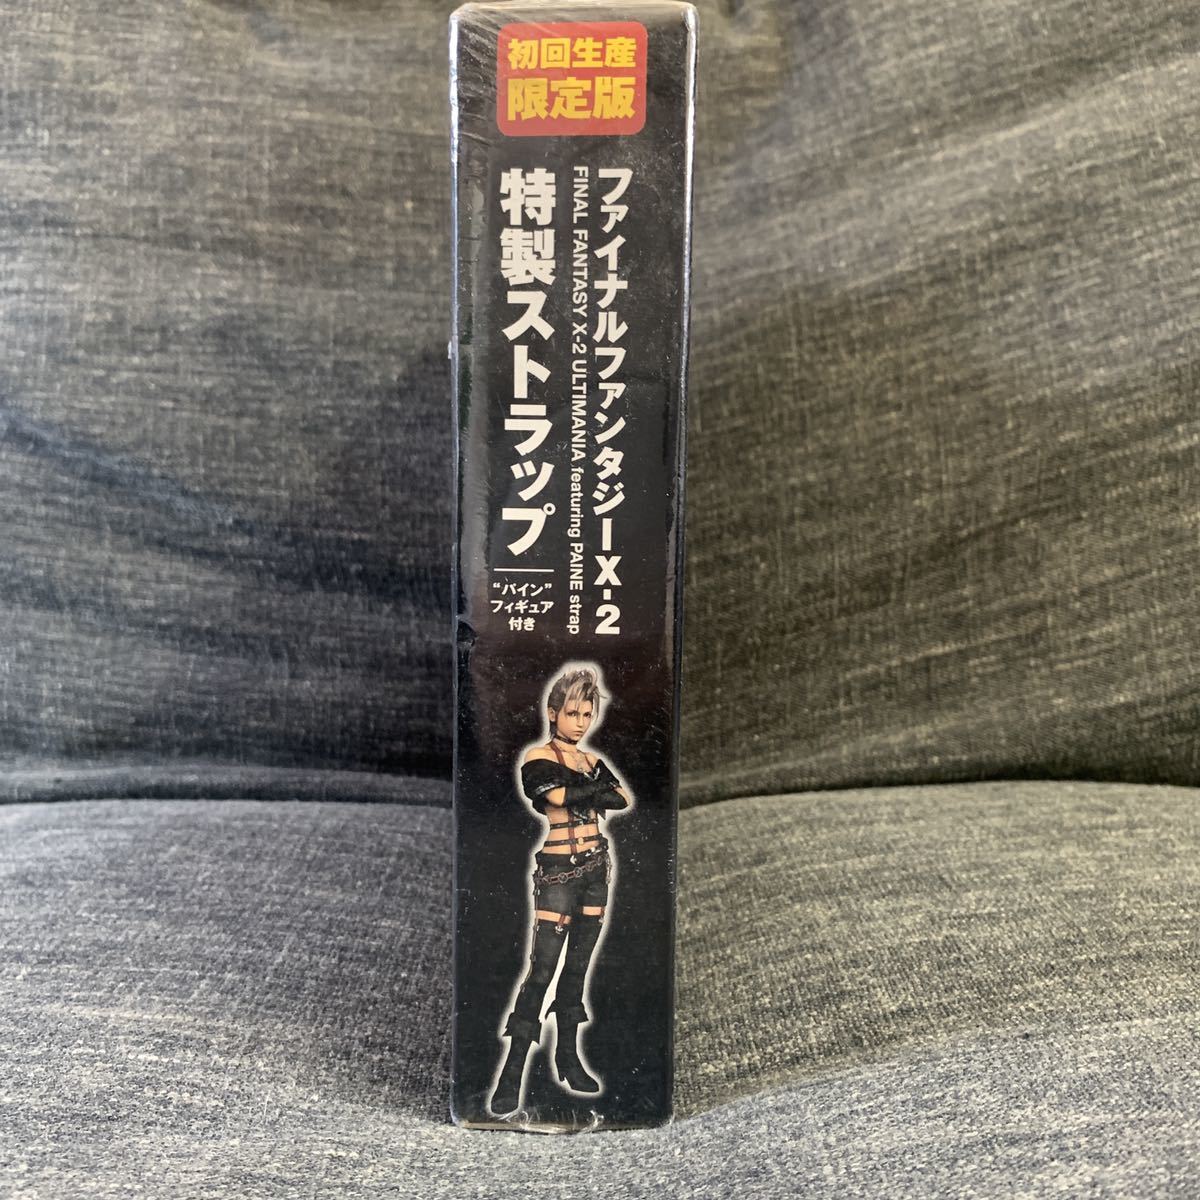 初回生産
限定版
ファイナルファンタジーX-2
FINAL FANTASY X-2 ULTIMANIA featuring PAINE strap
特製ストラップ
“パイン”
フィギュア
付き